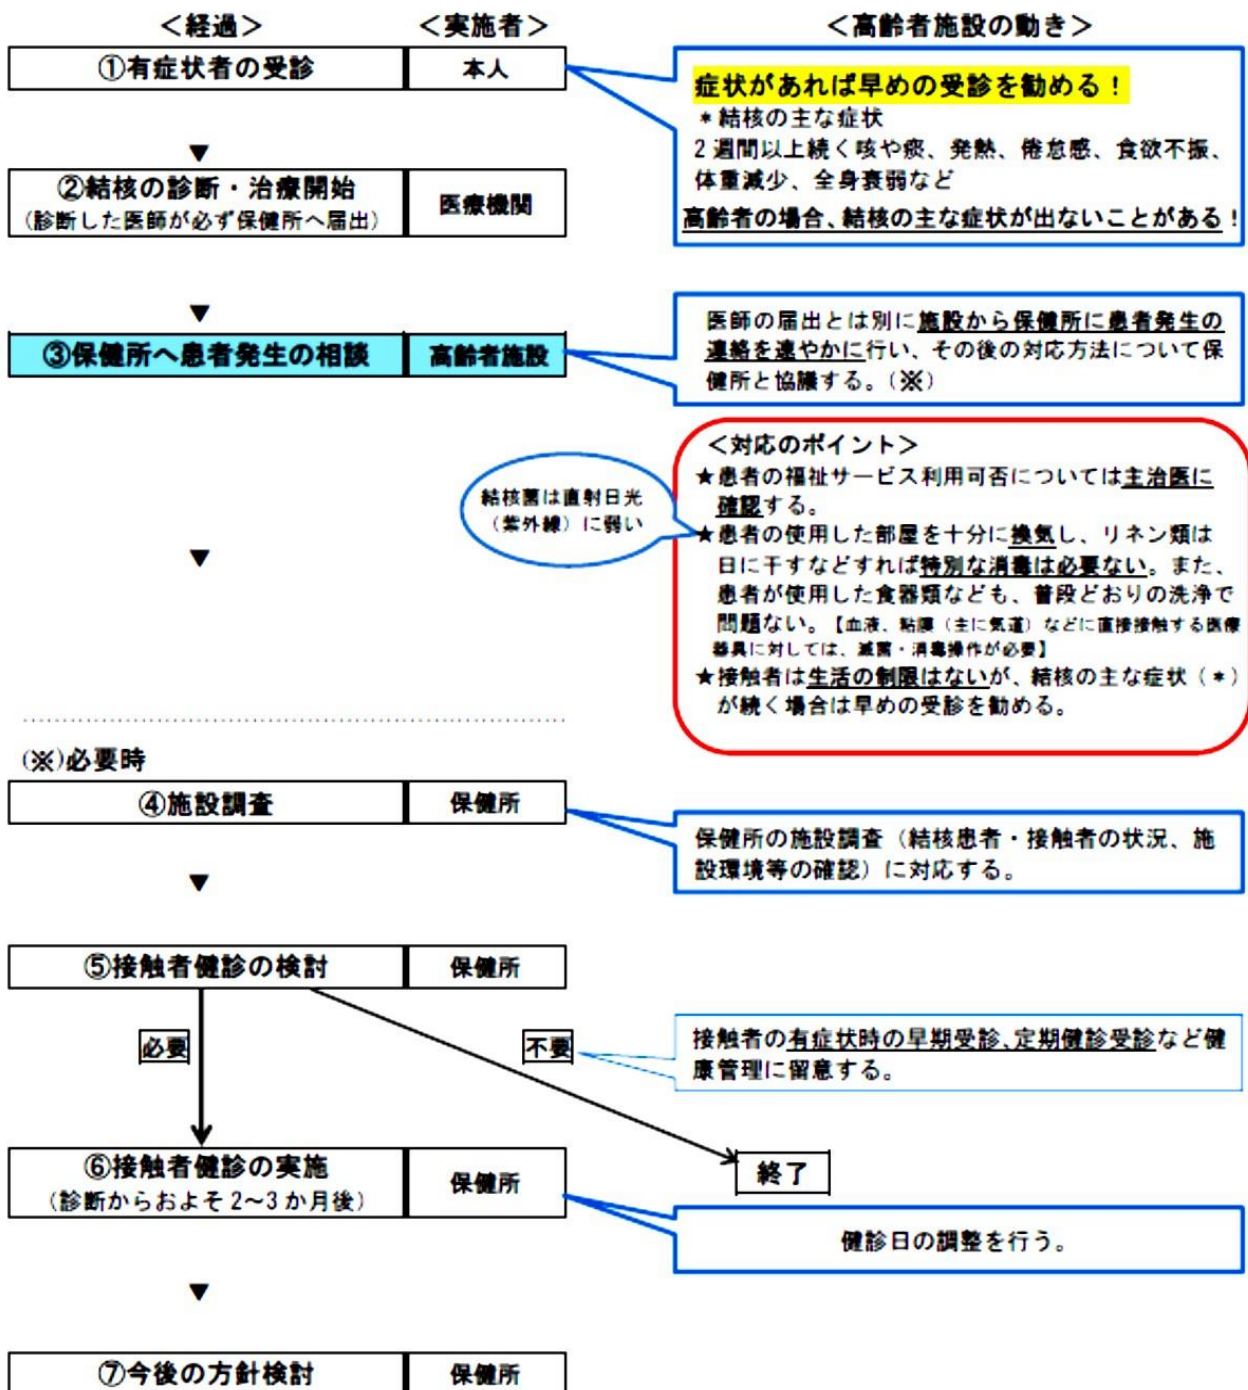 ＜経過＞ ＜実施者＞ ＜高齢者施設の動き＞
①有症状者の受診 本人
症状があれば早めの受診を勧める！
＊結核の主な症状
2週間以上続く咳や痰、発熱、倦怠感、食欲不振、
体重減少、全身衰弱など
高齢者の場合、結核の主な症状が出ないことがある！
▼
②結核の診断・治療開始
（診断した医師が必ず保健所へ届出） 医療機関
▼
③保健所へ患者発生の相談 高齢者施設
医師の届出とは別に施設から保健所に患者発生の
連絡を速やかに行い、その後の対応方法について保
健所と協議する。（※）
＜対応のポイント＞
★患者の福祉サービス利用可否については主治医に
確認する。
★患者の使用した部屋を十分に換気し、リネン類は
日に干すなどすれば特別な消毒は必要ない。また、
患者が使用した食器類なども、普段どおりの洗浄で
問題ない。【血液、粘膜（主に気道）などに直接接触する医療
器具に対しては、滅菌・消毒操作が必要】
★接触者は生活の制限はないが、結核の主な症状（＊）
が続く場合は早めの受診を勧める。
結核菌は直射日光
（紫外線）に弱い
▼
(※)必要時
④施設調査 保健所
保健所の施設調査（結核患者・接触者の状況、施
設環境等の確認）に対応する。
▼
⑤接触者健診の検討 保健所
必要 不要
接触者の有症状時の早期受診、定期健診受診など健
康管理に留意する。
終了
⑥接触者健診の実施
（診断からおよそ2～3か月後） 保健所
健診日の調整を行う。
▼
⑦今後の方針検討 保健所